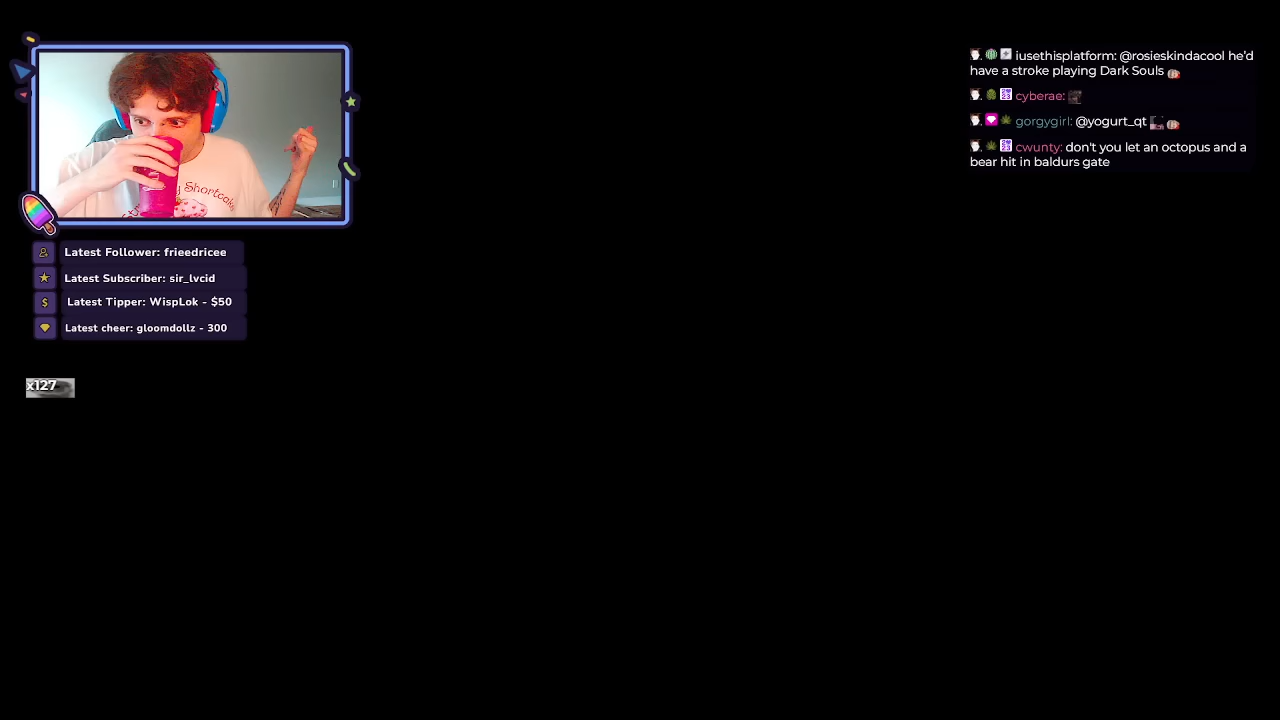 iusethisplatform: @rosieskindacool he'd
have a stroke playing Dark Souls
cyberae:
gorgygirl: @yogurt_qt
cwunty: don't you let an octopus and a
bear hit in baldurs gate
Shortcake
Latest Follower: frieedricee
Latest Subscriber: sir_lvcid
Latest Tipper: WispLok - $50
Latest cheer: gloomdollz - 300
x127